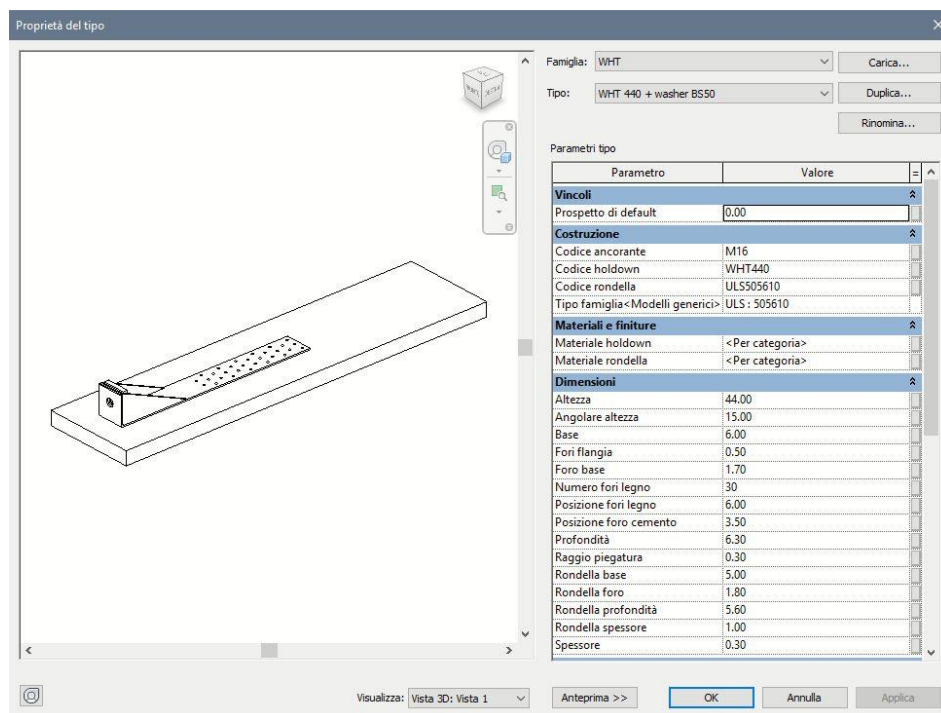 Proprietà del tipo
Famiglia: WHT Carica...
Tipo: WHT 440 + washer BS50 Duplica...
Rinomina...
Parametri tipo
Parametro Valore =
Vincoli
Prospetto di default 0.00
Costruzione
Codice ancorante M16
Codice holdown WHT440
Codice rondella ULS505610
Tipo famiglia<Modelli generici> ULS : 505610
Materiali e finiture
Materiale holdown <Per categoria>
Materiale rondella <Per categoria>
Dimensioni
Altezza 44.00
Angolare altezza 15.00
Base 6.00
Fori flangia 0.50
Foro base 1.70
Numero fori legno 30
Posizione fori legno 6.00
Posizione foro cemento 3.50
Profondità 6.30
Raggio piegatura 0.30
Rondella base 5.00
Rondella foro 1.80
Rondella profondità 5.60
Rondella spessore 1.00
Spessore 0.30
Visualizza: Vista 3D: Vista 1 Anteprima >> OK Annulla Applica